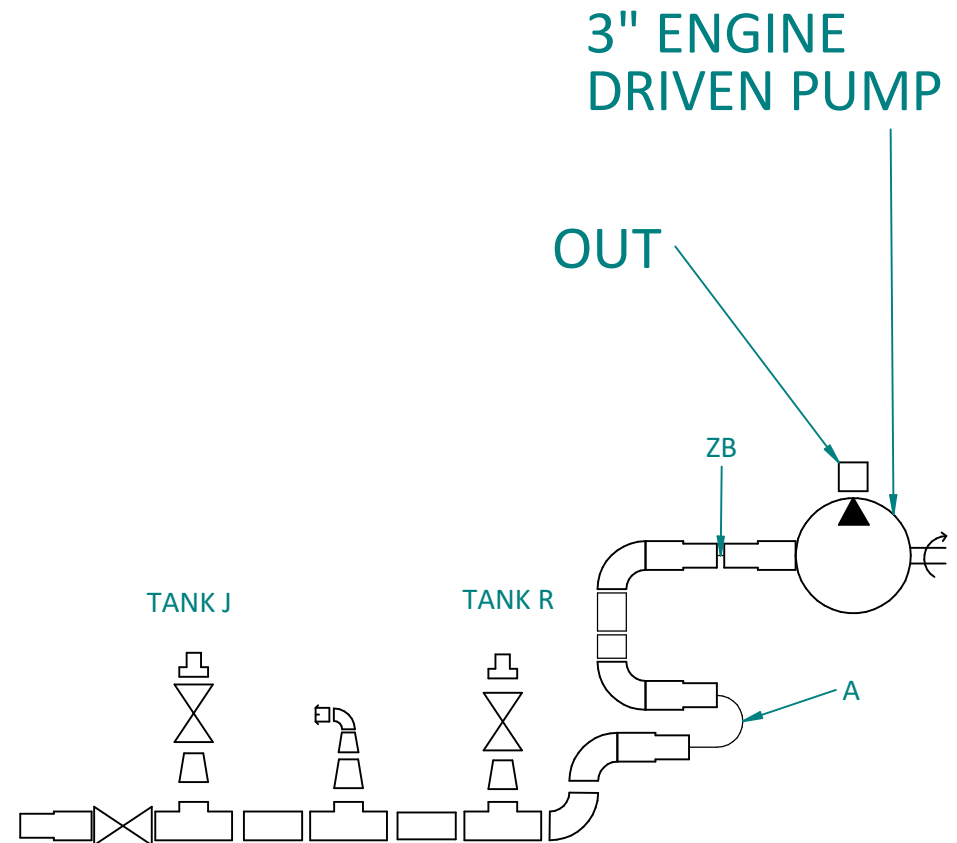 3" ENGINE
DRIVEN PUMP
OUT
ZB
TANK J
TANK R
A